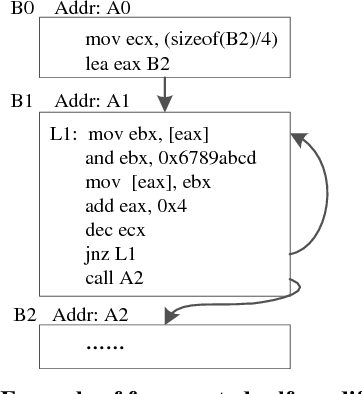 B0 Addr: A0
mov ecx, (sizeof(B2)/4)
lea eax B2
B1 Addr: A1
L1: mov ebx, [eax]
and ebx, 0x6789abcd
mov [eax], ebx
add eax, 0x4
dec ecx
jnz L1
call A2
B2 Addr: A2
......